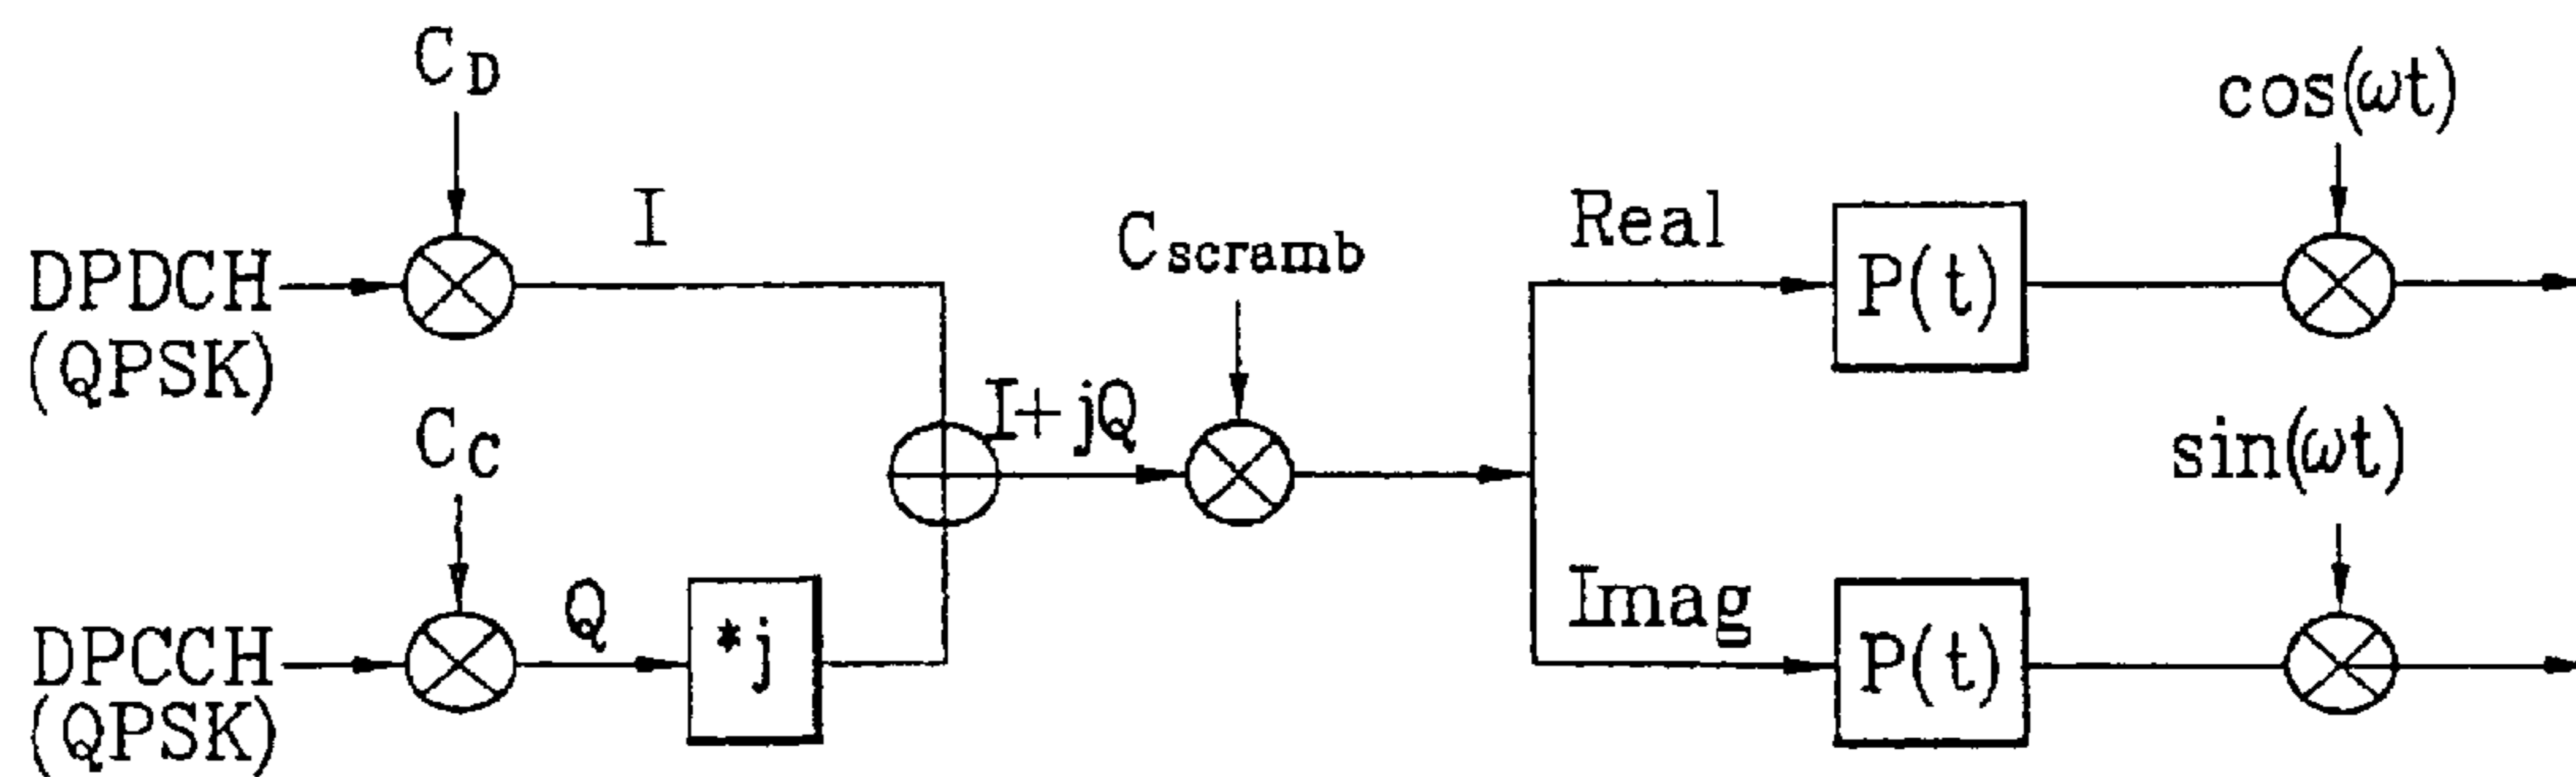 C_D
I
DPDCH
(QPSK)
C_C
Q
DPCCH
(QPSK)
*j
I+jQ
C_scramb
Real
P(t)
cos(ωt)
Imag
P(t)
sin(ωt)